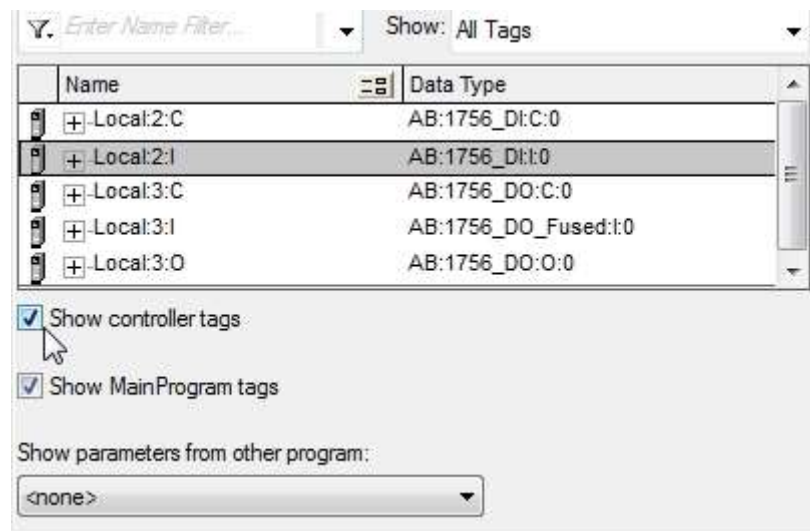 Enter Name Filter... Show: All Tags
Name Data Type
Local:2:C AB:1756_DI:C:0
Local:2:I AB:1756_DI:I:0
Local:3:C AB:1756_DO:C:0
Local:3:I AB:1756_DO_Fused:I:0
Local:3:O AB:1756_DO:O:0
Show controller tags
Show MainProgram tags
Show parameters from other program:
<none>